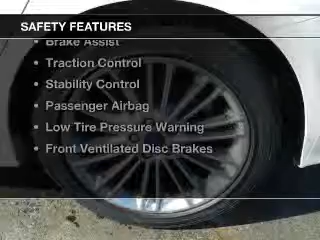 SAFETY FEATURES
• Brake Assist
• Traction Control
• Stability Control
• Passenger Airbag
• Low Tire Pressure Warning
• Front Ventilated Disc Brakes